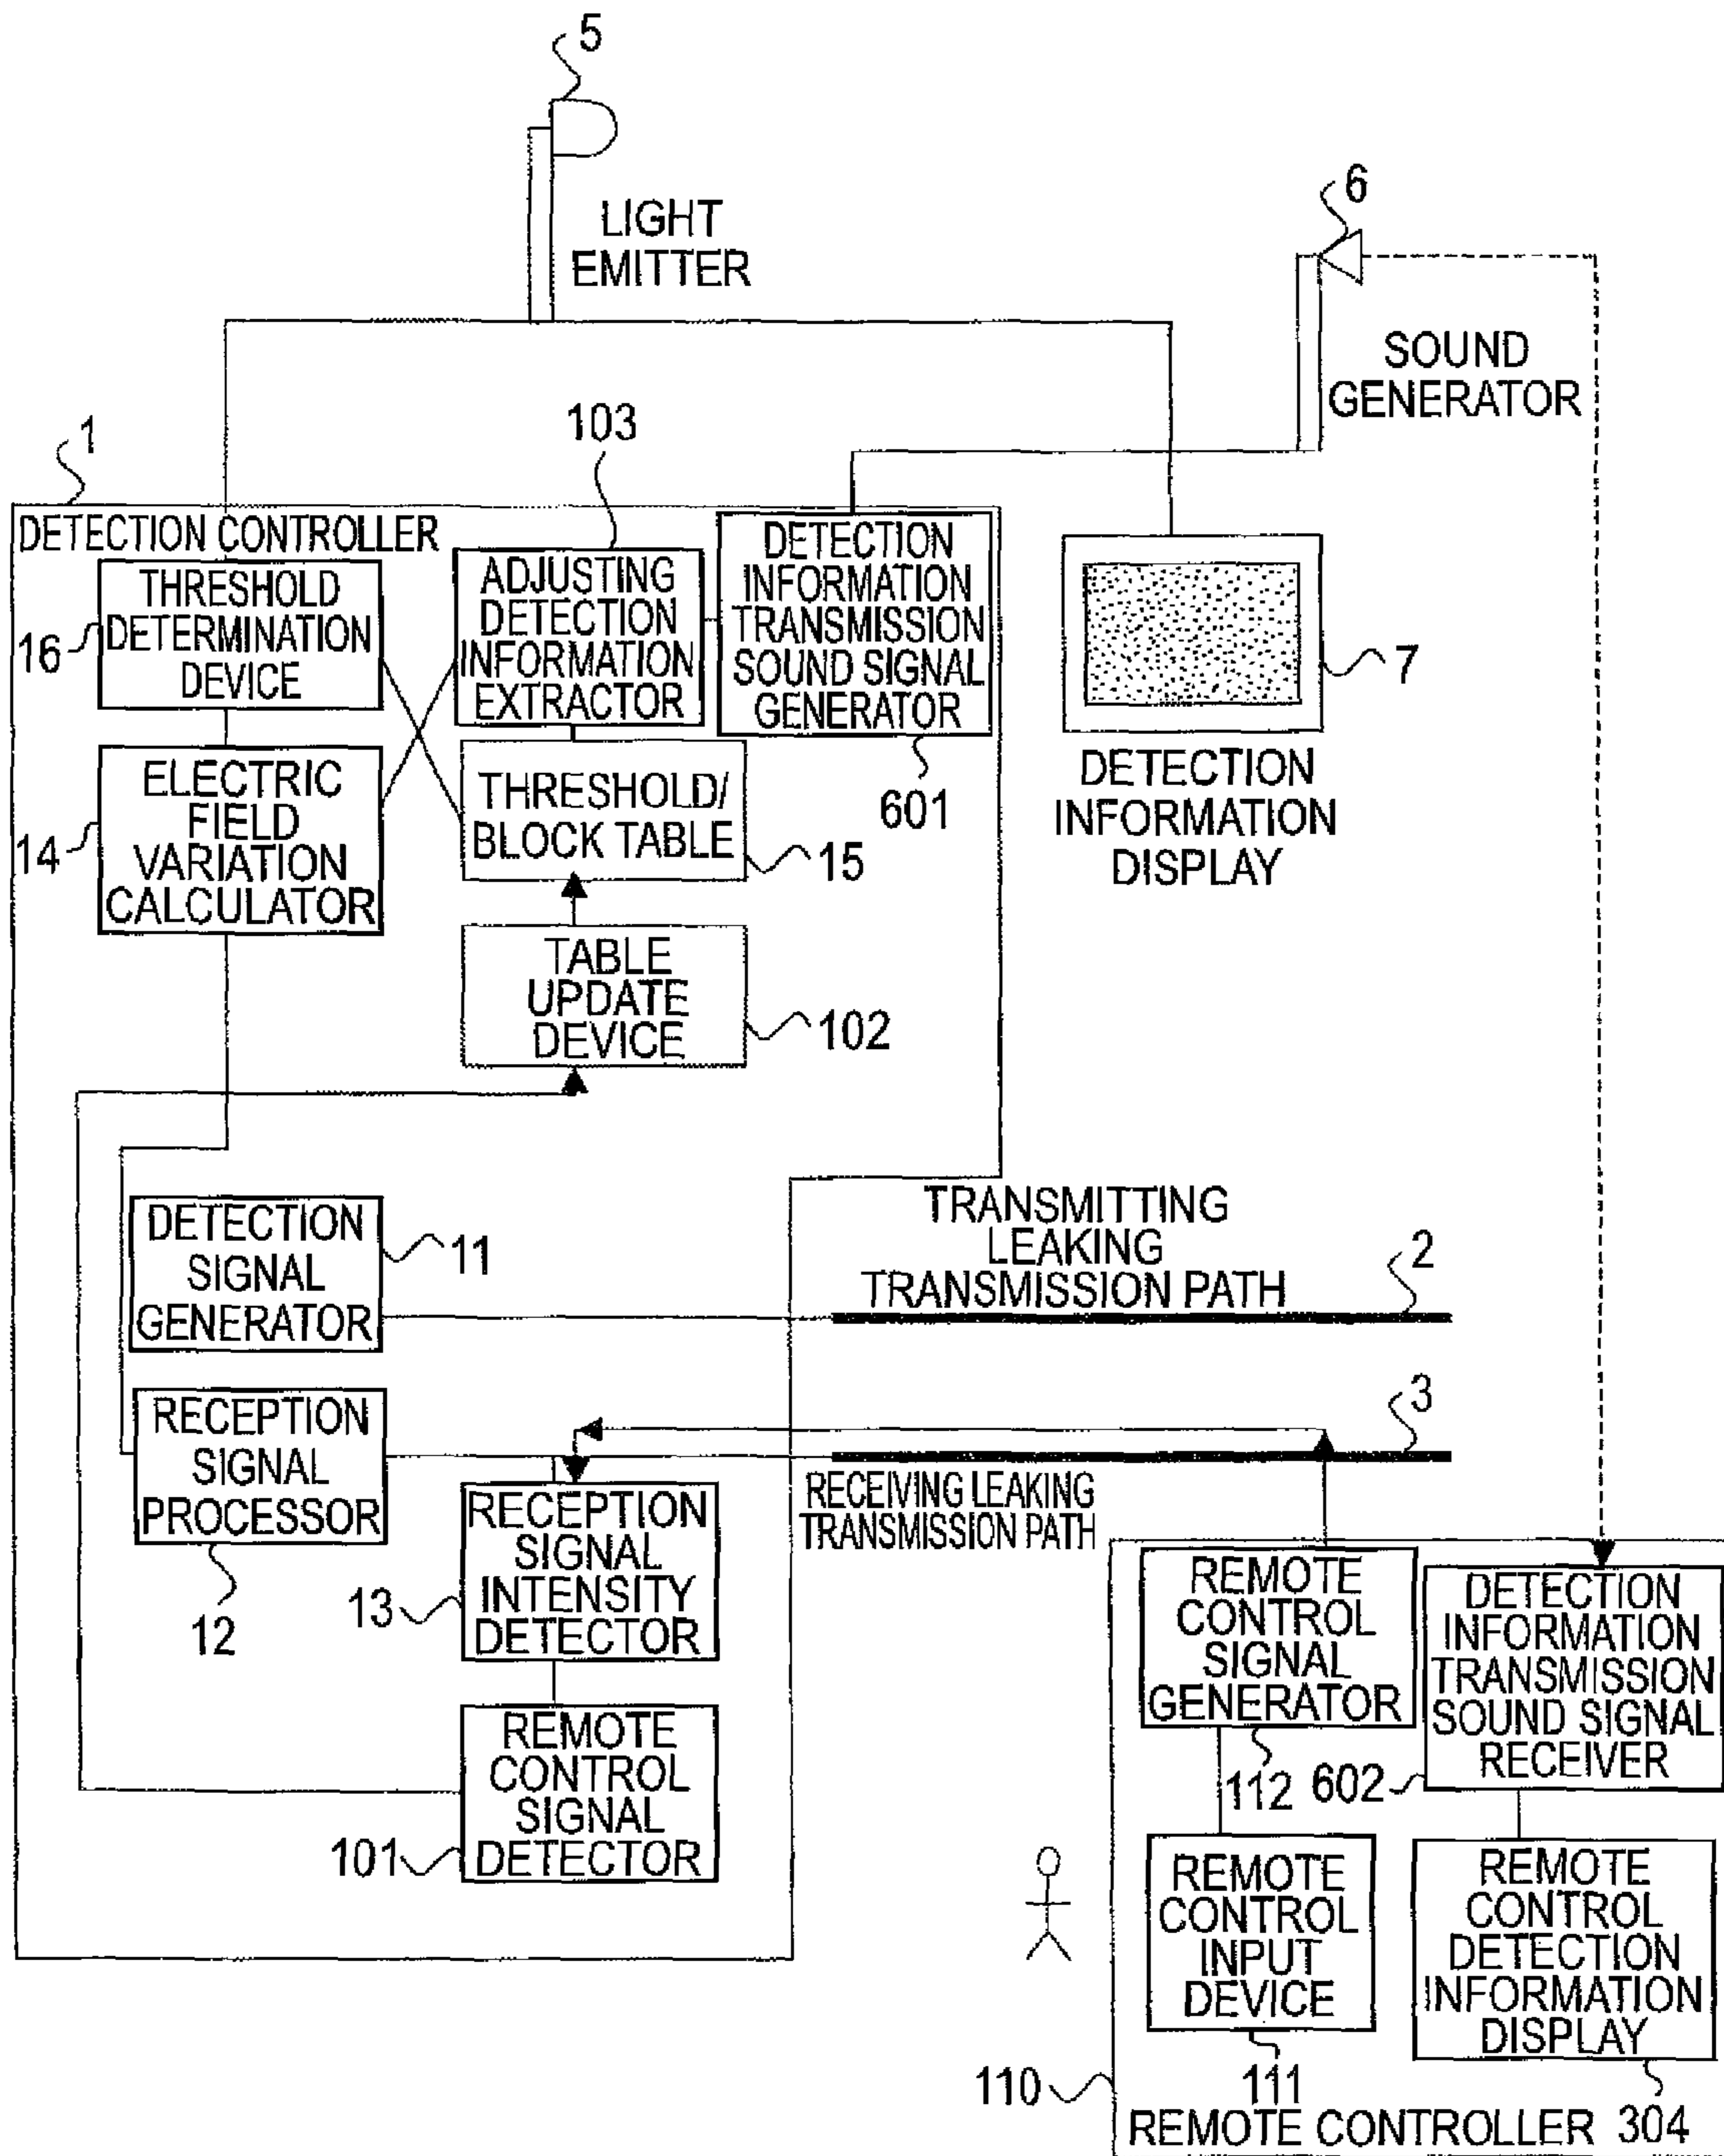 5
LIGHT
EMITTER
6
SOUND
GENERATOR
1
103
DETECTION CONTROLLER
THRESHOLD
DETERMINATION
DEVICE
16
ADJUSTING
DETECTION
INFORMATION
EXTRACTOR
DETECTION
INFORMATION
TRANSMISSION
SOUND SIGNAL
GENERATOR
601
7
DETECTION
INFORMATION
DISPLAY
ELECTRIC
FIELD
VARIATION
CALCULATOR
14
THRESHOLD/
BLOCK TABLE
15
TABLE
UPDATE
DEVICE
102
DETECTION
SIGNAL
GENERATOR
11
TRANSMITTING
LEAKING
TRANSMISSION PATH
2
RECEPTION
SIGNAL
PROCESSOR
12
3
RECEIVING LEAKING
TRANSMISSION PATH
RECEPTION
SIGNAL
INTENSITY
DETECTOR
13
REMOTE
CONTROL
SIGNAL
DETECTOR
101
REMOTE
CONTROL
SIGNAL
GENERATOR
112
DETECTION
INFORMATION
TRANSMISSION
SOUND SIGNAL
RECEIVER
602
REMOTE
CONTROL
INPUT
DEVICE
111
REMOTE
CONTROL
DETECTION
INFORMATION
DISPLAY
304
110
REMOTE CONTROLLER